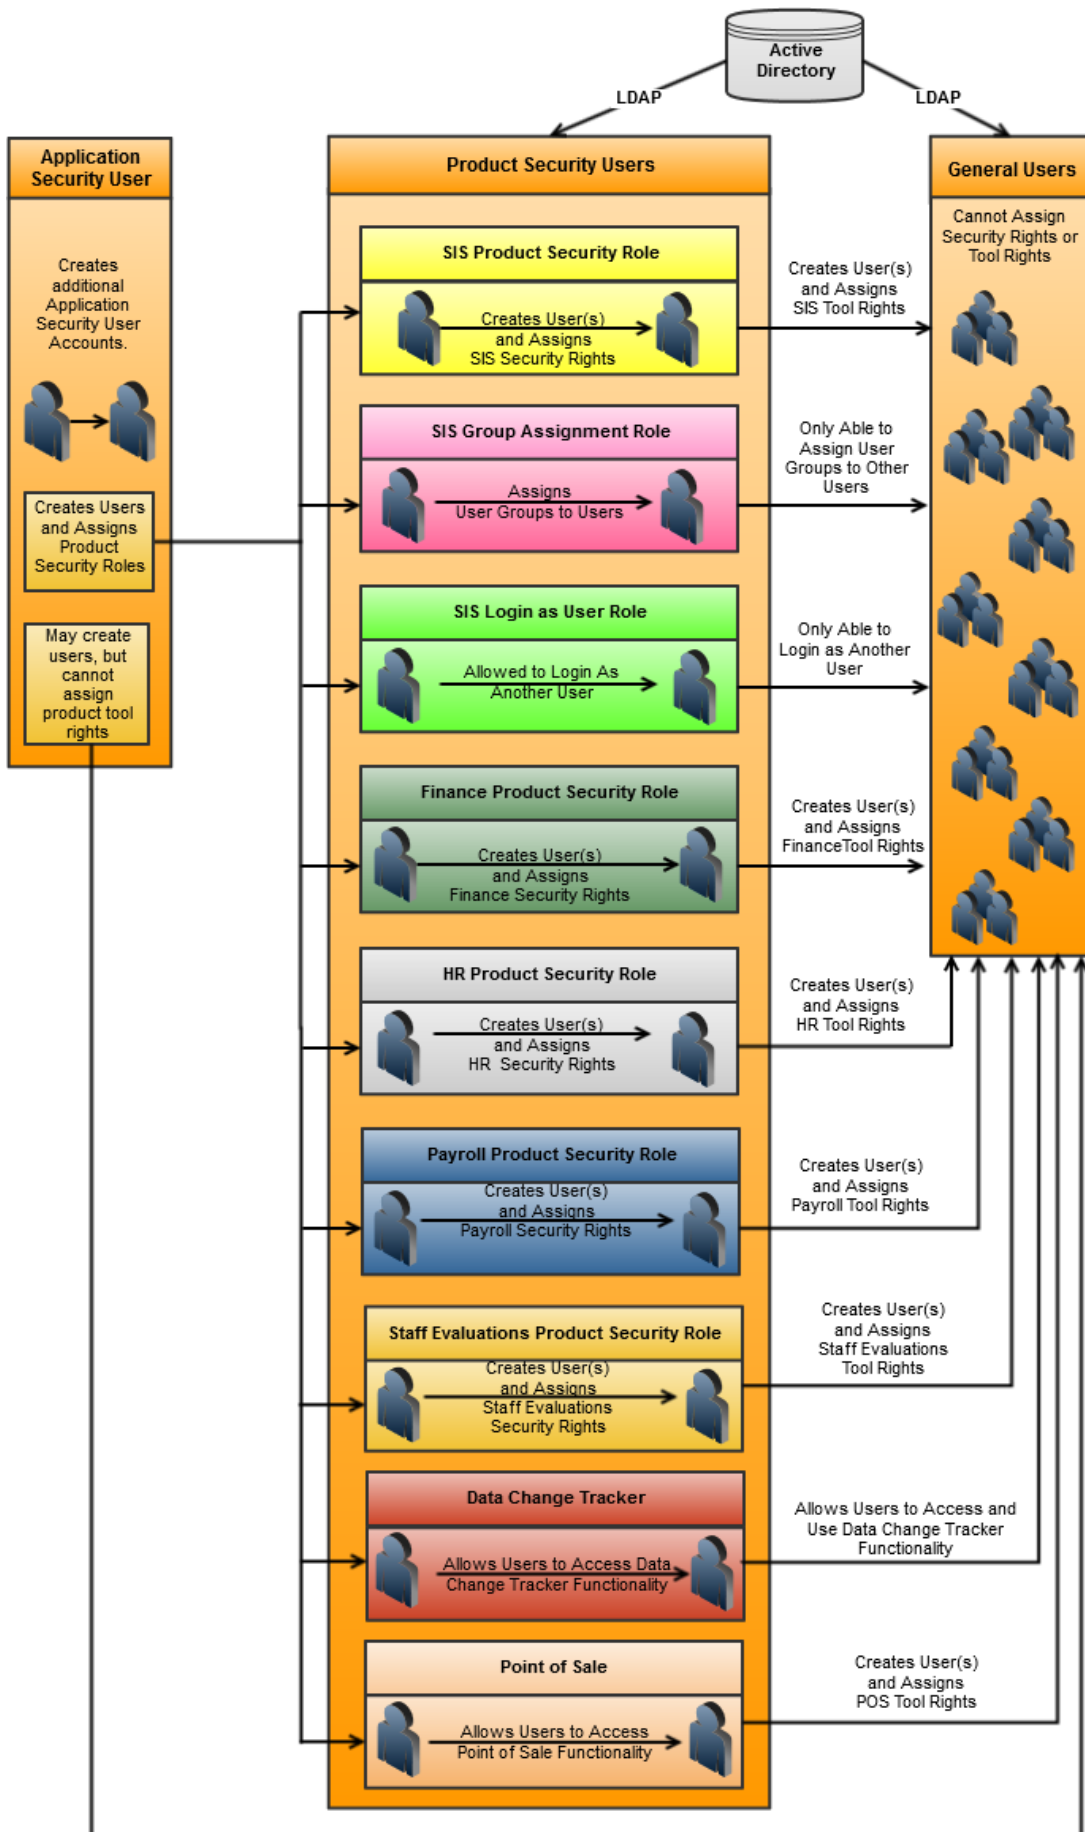 Active
Directory
LDAP
LDAP
Application
Security User
Creates
additional
Application
Security User
Accounts.
Creates Users
and Assigns
Product
Security Roles
May create
users, but
cannot
assign
product tool
rights
Product Security Users
SIS Product Security Role
Creates User(s)
and Assigns
SIS Security Rights
Creates User(s)
and Assigns
SIS Tool Rights
SIS Group Assignment Role
Assigns
User Groups to Users
Only Able to
Assign User
Groups to Other
Users
SIS Login as User Role
Allowed to Login As
Another User
Only Able to
Login as Another
User
Finance Product Security Role
Creates User(s)
and Assigns
Finance Security Rights
Creates User(s)
and Assigns
FinanceTool Rights
HR Product Security Role
Creates User(s)
and Assigns
HR Security Rights
Creates User(s)
and Assigns
HR Tool Rights
Payroll Product Security Role
Creates User(s)
and Assigns
Payroll Security Rights
Creates User(s)
and Assigns
Payroll Tool Rights
Staff Evaluations Product Security Role
Creates User(s)
and Assigns
Staff Evaluations
Security Rights
Creates User(s)
and Assigns
Staff Evaluations
Tool Rights
Data Change Tracker
Allows Users to Access Data
Change Tracker Functionality
Allows Users to Access and
Use Data Change Tracker
Functionality
Point of Sale
Allows Users to Access
Point of Sale Functionality
Creates User(s)
and Assigns
POS Tool Rights
General Users
Cannot Assign
Security Rights or
Tool Rights